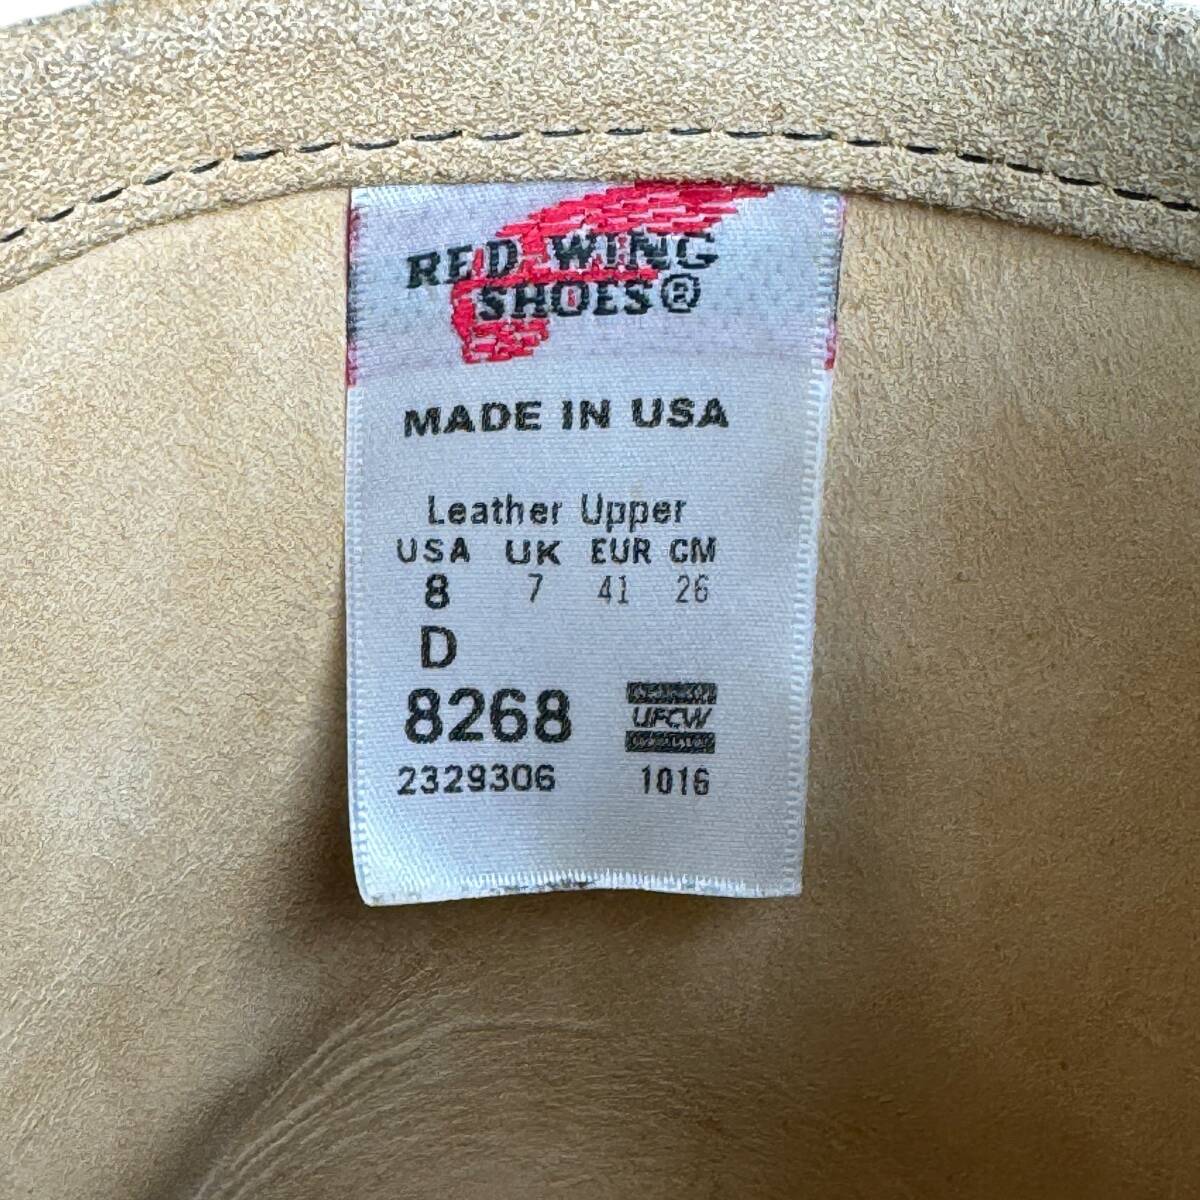 RED WING
SHOES®
MADE IN USA
Leather Upper
USA UK EUR CM
8 7 41 26
D
8268
UFCW
2329306 1016